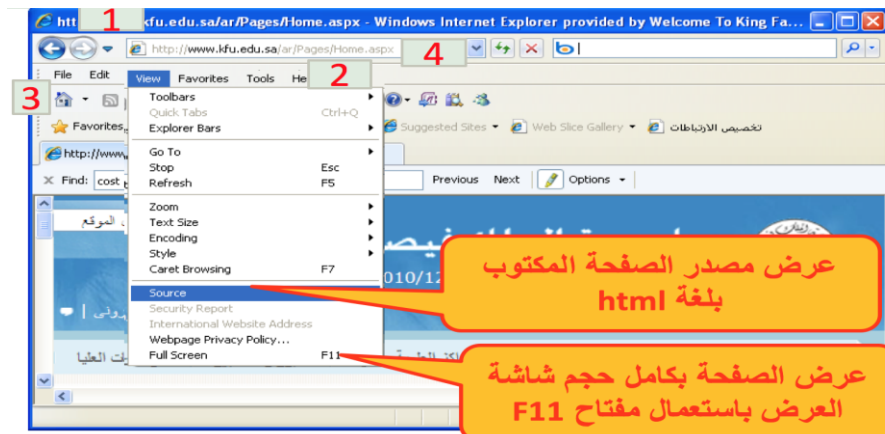 1
kfu.edu.sa/ar/Pages/Home.aspx - Windows Internet Explorer provided by Welcome To King Fa...
http://www.kfu.edu.sa/ar/Pages/Home.aspx
4
File Edit View Favorites Tools
2
3
Toolbars
Quick Tabs Ctrl+Q
Explorer Bars
Favorites
Suggested Sites
Web Slice Gallery
تخصيص الارتباطات
http://www
Go To
Stop Esc
Refresh F5
Find: cost
Previous Next Options
Zoom
Text Size
Encoding
Style
Caret Browsing F7
Source
Security Report
International Website Address
Webpage Privacy Policy...
Full Screen F11
الموقع
010/12
عرض مصدر الصفحة المكتوب
بلغة html
ات العليا
عرض الصفحة بكامل حجم شاشة
العرض باستعمال مفتاح F11